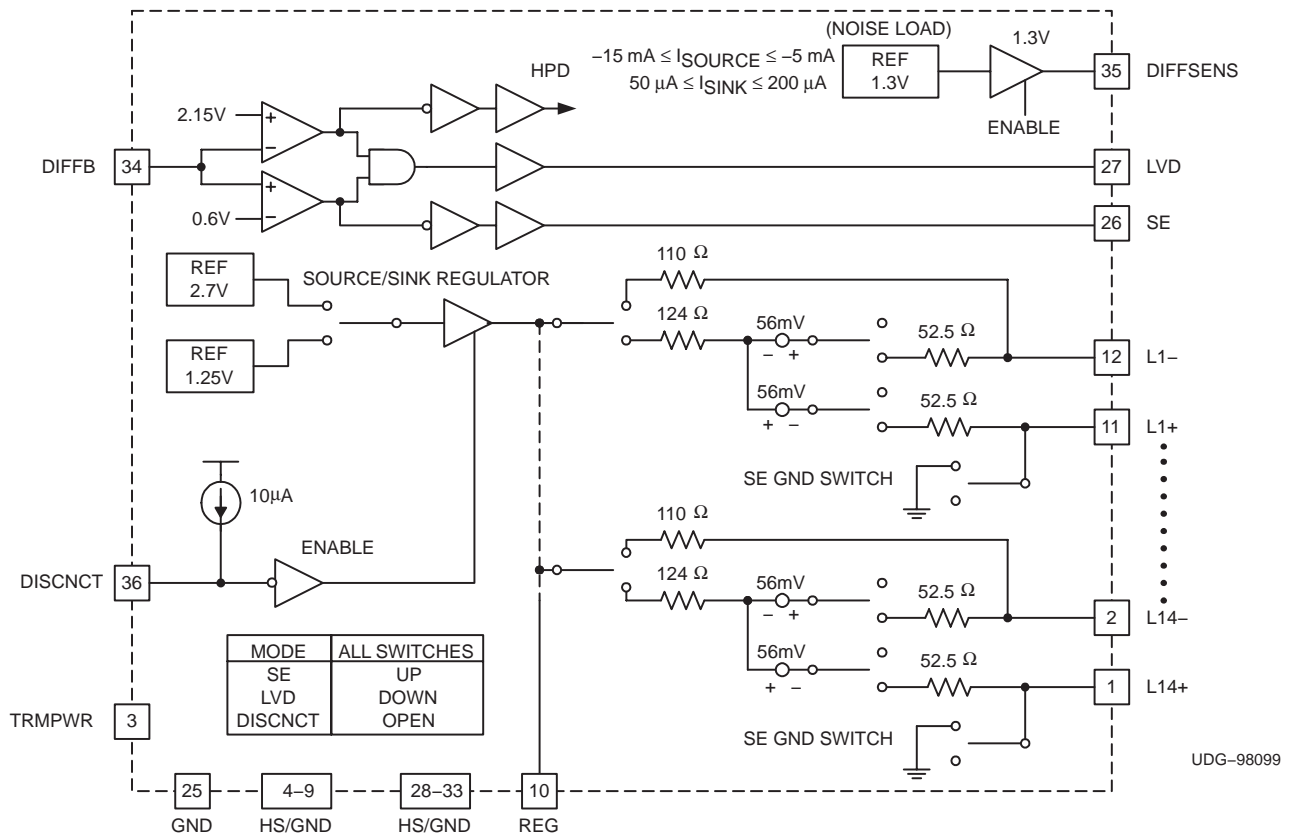 (NOISE LOAD)
–15 mA ≤ ISOURCE ≤ –5 mA
50 μA ≤ ISINK ≤ 200 μA
REF
1.3V
1.3V
ENABLE
35
DIFFSENS
HPD
2.15V
+
–
DIFFB
34
+
–
0.6V
27
LVD
26
SE
REF
2.7V
SOURCE/SINK REGULATOR
REF
1.25V
110 Ω
124 Ω
56mV
– +
52.5 Ω
12
L1–
56mV
+ –
52.5 Ω
11
L1+
SE GND SWITCH
10μA
ENABLE
DISCNCT
36
110 Ω
124 Ω
56mV
– +
52.5 Ω
2
L14–
56mV
+ –
52.5 Ω
1
L14+
SE GND SWITCH
MODE ALL SWITCHES
SE UP
LVD DOWN
DISCNCT OPEN
TRMPWR
3
UDG–98099
25
4–9
28–33
10
GND
HS/GND
HS/GND
REG